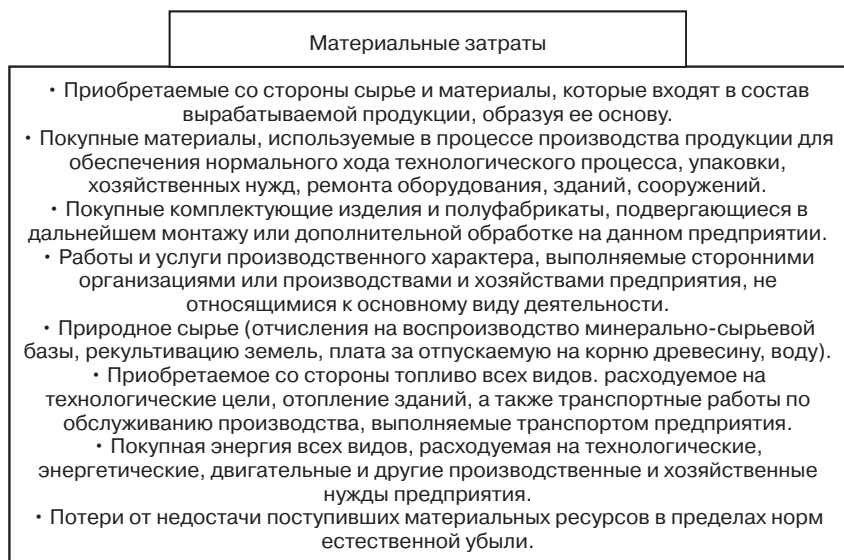 Материальные затраты
• Приобретаемые со стороны сырье и материалы, которые входят в состав
вырабатываемой продукции, образуя ее основу.
• Покупные материалы, используемые в процессе производства продукции для
обеспечения нормального хода технологического процесса, упаковки,
хозяйственных нужд, ремонта оборудования, зданий, сооружений.
• Покупные комплектующие изделия и полуфабрикаты, подвергающиеся в
дальнейшем монтажу или дополнительной обработке на данном предприятии.
• Работы и услуги производственного характера, выполняемые сторонними
организациями или производствами и хозяйствами предприятия, не
относящимися к основному виду деятельности.
• Природное сырье (отчисления на воспроизводство минерально-сырьевой
базы, рекультивацию земель, плата за отпускаемую на корню древесину, воду).
• Приобретаемое со стороны топливо всех видов. расходуемое на
технологические цели, отопление зданий, а также транспортные работы по
обслуживанию производства, выполняемые транспортом предприятия.
• Покупная энергия всех видов, расходуемая на технологические,
энергетические, двигательные и другие производственные и хозяйственные
нужды предприятия.
• Потери от недостачи поступивших материальных ресурсов в пределах норм
естественной убыли.